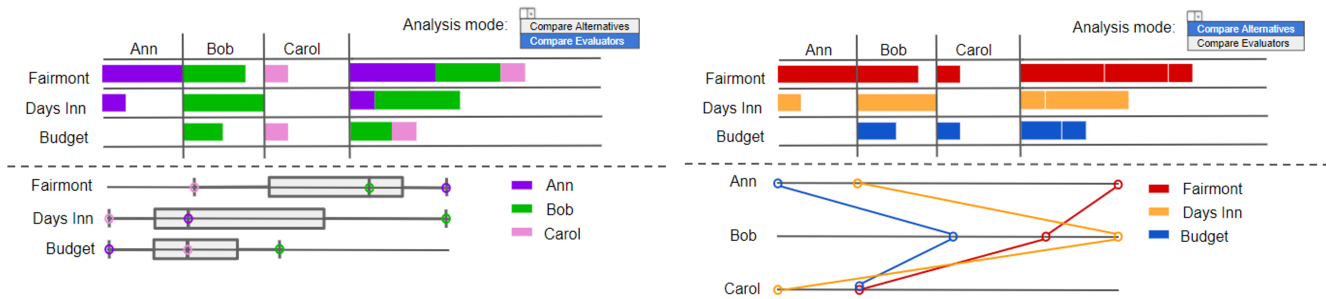 Analysis mode:
Compare Alternatives
Compare Evaluators
Ann Bob Carol
Fairmont
Days Inn
Budget
Fairmont
Days Inn
Budget
Ann
Bob
Carol
Analysis mode:
Compare Alternatives
Compare Evaluators
Ann Bob Carol
Fairmont
Days Inn
Budget
Ann
Bob
Carol
Fairmont
Days Inn
Budget